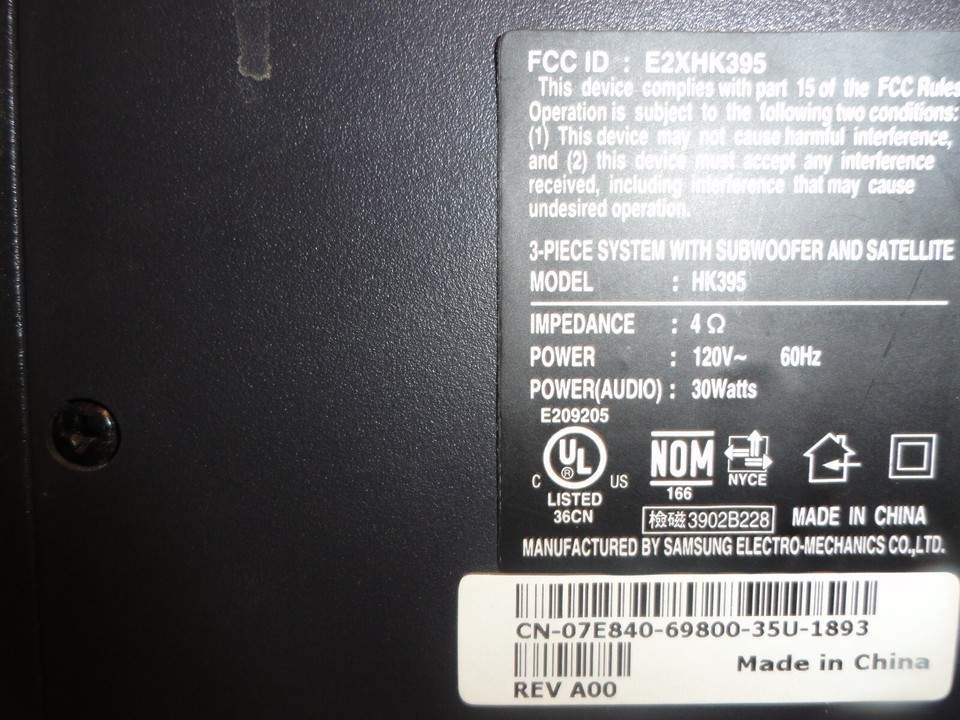 FCC ID : E2XHK395
This device complies with part 15 of the FCC Rules
Operation is subject to the following two conditions:
(1) This device may not cause harmful interference,
and (2) this device must accept any interference
received, including interference that may cause
undesired operation.
3-PIECE SYSTEM WITH SUBWOOFER AND SATELLITE
MODEL : HK395
IMPEDANCE : 4 Ω
POWER : 120V~ 60Hz
POWER(AUDIO) : 30Watts
E209205
C UL ® US
LISTED
36CN
NOM
166
NYCE
檢磁3902B228
MADE IN CHINA
MANUFACTURED BY SAMSUNG ELECTRO-MECHANICS CO.,LTD.
CN-07E840-69800-35U-1893
Made in China
REV A00